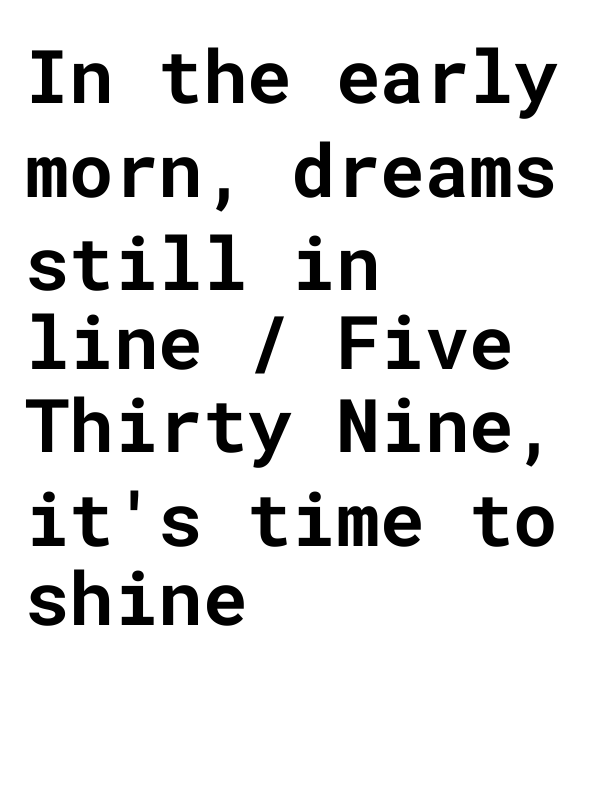 In the early
morn, dreams
still in
line / Five
Thirty Nine,
it's time to
shine